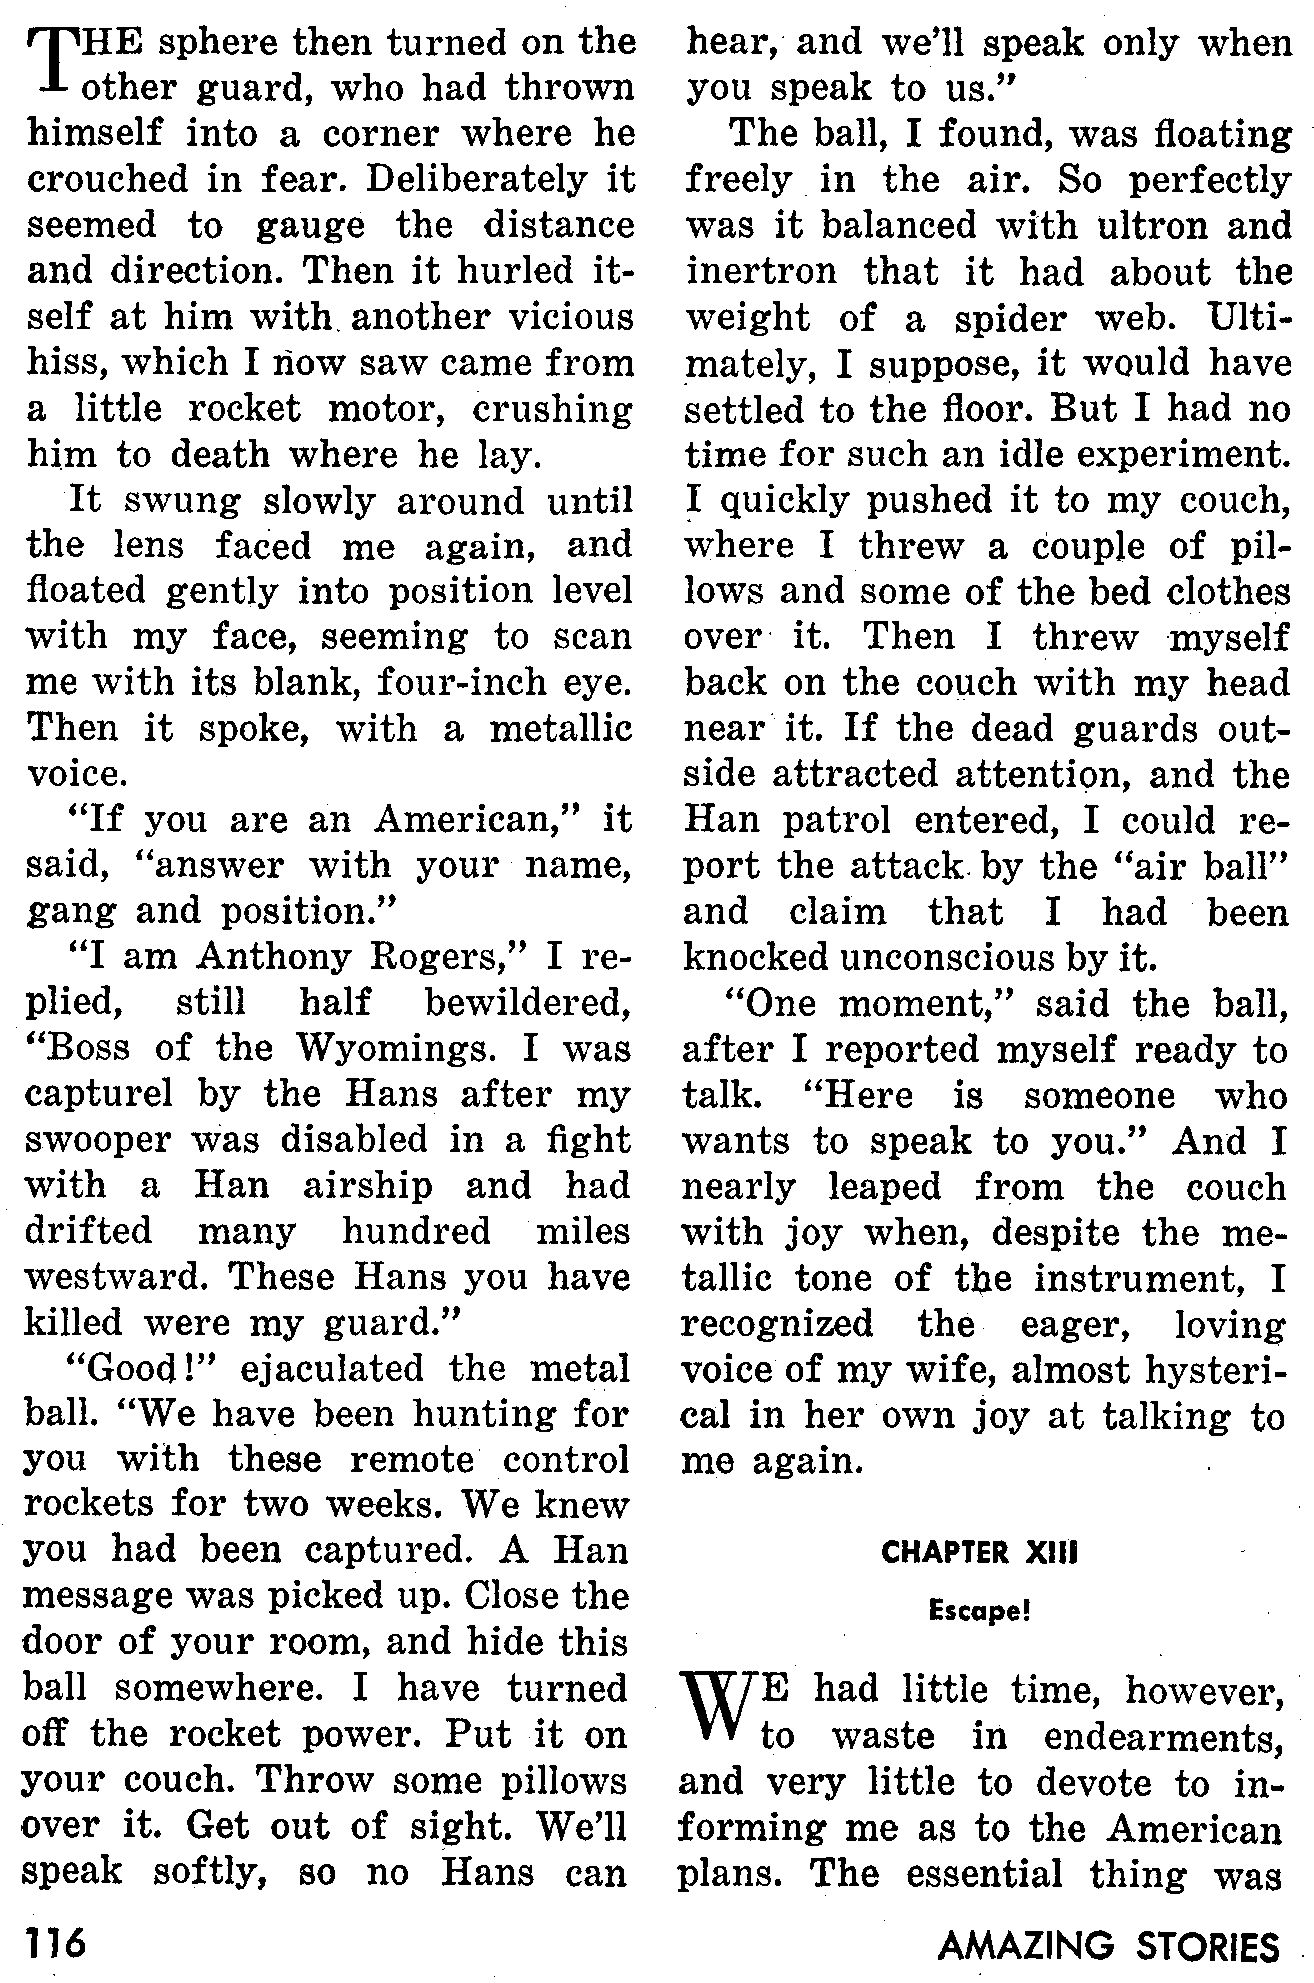 THE sphere then turned on the
other guard, who had thrown
himself into a corner where he
crouched in fear. Deliberately it
seemed to gauge the distance
and direction. Then it hurled it-
self at him with another vicious
hiss, which I now saw came from
a little rocket motor, crushing
him to death where he lay.
It swung slowly around until
the lens faced me again, and
floated gently into position level
with my face, seeming to scan
me with its blank, four-inch eye.
Then it spoke, with a metallic
voice.
“If you are an American,” it
said, “answer with your name,
gang and position.”
“I am Anthony Rogers,” I re-
plied, still half bewildered,
“Boss of the Wyomings. I was
capturel by the Hans after my
swooper was disabled in a fight
with a Han airship and had
drifted many hundred miles
westward. These Hans you have
killed were my guard.”
“Good!” ejaculated the metal
ball. “We have been hunting for
you with these remote control
rockets for two weeks. We knew
you had been captured. A Han
message was picked up. Close the
door of your room, and hide this
ball somewhere. I have turned
off the rocket power. Put it on
your couch. Throw some pillows
over it. Get out of sight. We’ll
speak softly, so no Hans can
hear, and we’ll speak only when
you speak to us.”
The ball, I found, was floating
freely in the air. So perfectly
was it balanced with ultron and
inertron that it had about the
weight of a spider web. Ulti-
mately, I suppose, it would have
settled to the floor. But I had no
time for such an idle experiment.
I quickly pushed it to my couch,
where I threw a couple of pil-
lows and some of the bed clothes
over it. Then I threw myself
back on the couch with my head
near it. If the dead guards out-
side attracted attention, and the
Han patrol entered, I could re-
port the attack by the “air ball”
and claim that I had been
knocked unconscious by it.
“One moment,” said the ball,
after I reported myself ready to
talk. “Here is someone who
wants to speak to you.” And I
nearly leaped from the couch
with joy when, despite the me-
tallic tone of the instrument, I
recognized the eager, loving
voice of my wife, almost hysteri-
cal in her own joy at talking to
me again.
CHAPTER XIII
Escape!
WE had little time, however,
to waste in endearments,
and very little to devote to in-
forming me as to the American
plans. The essential thing was
116
AMAZING STORIES